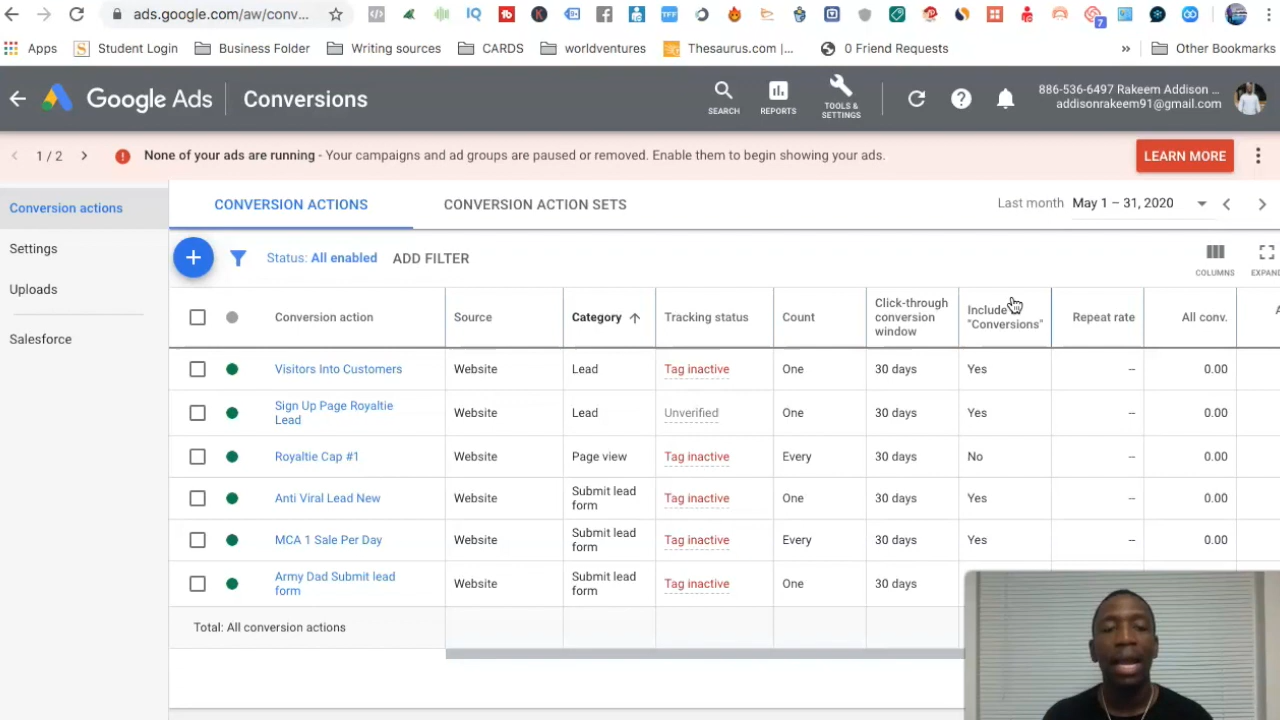 ads.google.com/aw/conv...
IQ
TFF
7
Apps
Student Login
Business Folder
Writing sources
CARDS
worldventures
Thesaurus.com |...
0 Friend Requests
»
Other Bookmarks
Google Ads
Conversions
SEARCH
REPORTS
TOOLS &
SETTINGS
886-536-6497 Rakeem Addison ...
addisonrakeem91@gmail.com
1 / 2
None of your ads are running - Your campaigns and ad groups are paused or removed. Enable them to begin showing your ads.
LEARN MORE
Conversion actions
Settings
Uploads
Salesforce
CONVERSION ACTIONS
CONVERSION ACTION SETS
Last month
May 1 – 31, 2020
Status: All enabled
ADD FILTER
COLUMNS
EXPAND
Conversion action
Source
Category
Tracking status
Count
Click-through
conversion
window
Include
"Conversions"
Repeat rate
All conv.
Visitors Into Customers
Website
Lead
Tag inactive
One
30 days
Yes
–
0.00
Sign Up Page Royaltie
Lead
Website
Lead
Unverified
One
30 days
Yes
–
0.00
Royaltie Cap #1
Website
Page view
Tag inactive
Every
30 days
No
–
0.00
Anti Viral Lead New
Website
Submit lead
form
Tag inactive
One
30 days
Yes
–
0.00
MCA 1 Sale Per Day
Website
Submit lead
form
Tag inactive
Every
30 days
Yes
–
0.00
Army Dad Submit lead
form
Website
Submit lead
form
Tag inactive
One
30 days
Total: All conversion actions